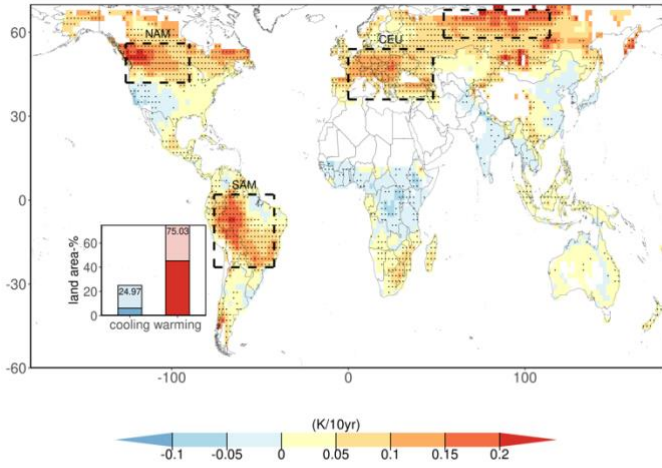 60
NAM
CEU
30
0
SAM
land area-%
60
40
20
0
24.97
75.03
cooling warming
-30
-60
-100 0 100
(K/10yr)
-0.1 -0.05 0 0.05 0.1 0.15 0.2